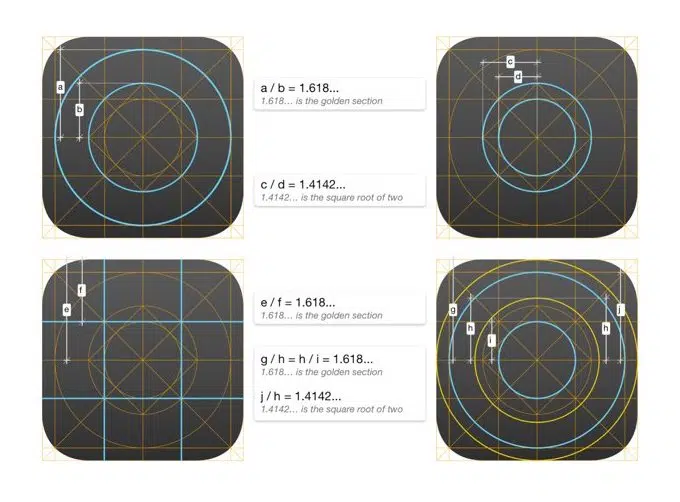 a
b
a / b = 1.618...
1.618... is the golden section
c
d
c / d = 1.4142...
1.4142... is the square root of two
f
e
e / f = 1.618...
1.618... is the golden section
g / h = h / i = 1.618...
1.618... is the golden section
j / h = 1.4142...
1.4142... is the square root of two
g
j
h
h
i